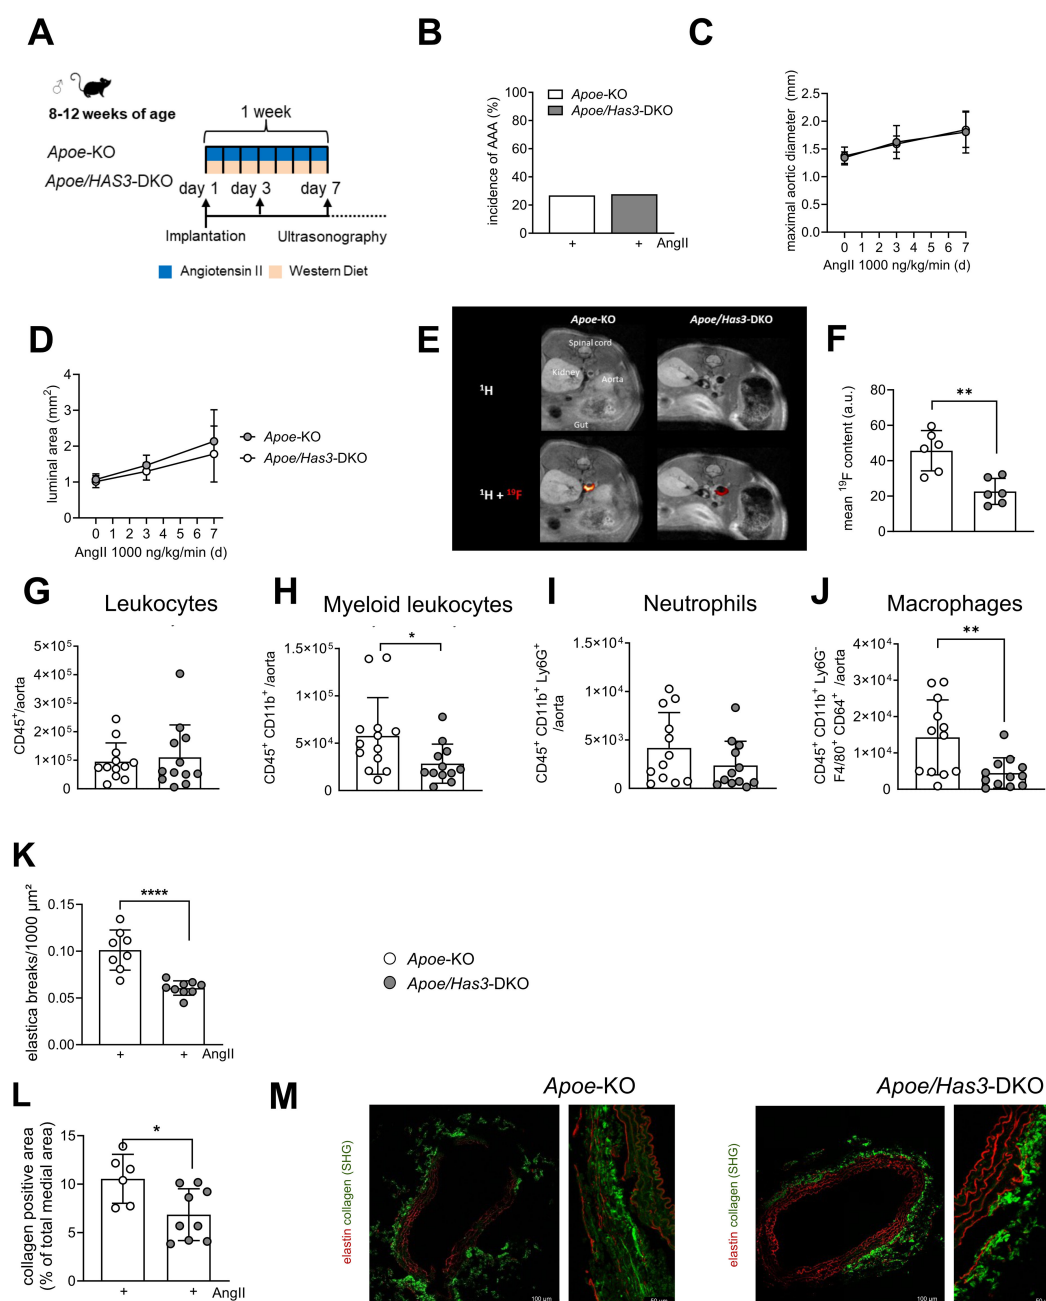 A
♂
8-12 weeks of age
1 week
Apoe-KO
Apoe/HAS3-DKO
day 1 day 3 day 7
Implantation Ultrasonography
Angiotensin II Western Diet
B
incidence of AAA (%)
100
80
60
40
20
0
Apoe-KO
Apoe/Has3-DKO
+ + AngII
C
maximal aortic diameter (mm)
2.5
2.0
1.5
1.0
0.5
0.0
0 1 2 3 4 5 6 7
AngII 1000 ng/kg/min (d)
D
luminal area (mm²)
4
3
2
1
0
0 1 2 3 4 5 6 7
AngII 1000 ng/kg/min (d)
Apoe-KO
Apoe/Has3-DKO
E
Apoe-KO Apoe/Has3-DKO
¹H
Spinal cord
Kidney
Aorta
Gut
¹H + ¹⁹F
F
mean ¹⁹F content (a.u.)
80
60
40
20
0
**
G
Leukocytes
CD45⁺/aorta
5×10⁵
4×10⁵
3×10⁵
2×10⁵
1×10⁵
0
H
Myeloid leukocytes
CD45⁺ CD11b⁺/aorta
1.5×10⁵
1×10⁵
5×10⁴
0
*
I
Neutrophils
CD45⁺ CD11b⁺ Ly6G⁺
/aorta
1.5×10⁴
1×10⁴
5×10³
0
J
Macrophages
CD45⁺ CD11b⁺ Ly6G⁻
F4/80⁺ CD64⁺ /aorta
4×10⁴
3×10⁴
2×10⁴
1×10⁴
0
**
K
elastica breaks/1000 µm²
0.15
0.10
0.05
0.00
****
+ + AngII
Apoe-KO
Apoe/Has3-DKO
L
collagen positive area
(% of total medial area)
15
10
5
0
*
+ + AngII
M
Apoe-KO Apoe/Has3-DKO
elastin collagen (SHG)
100 µm
50 µm
elastin collagen (SHG)
100 µm
50 µm